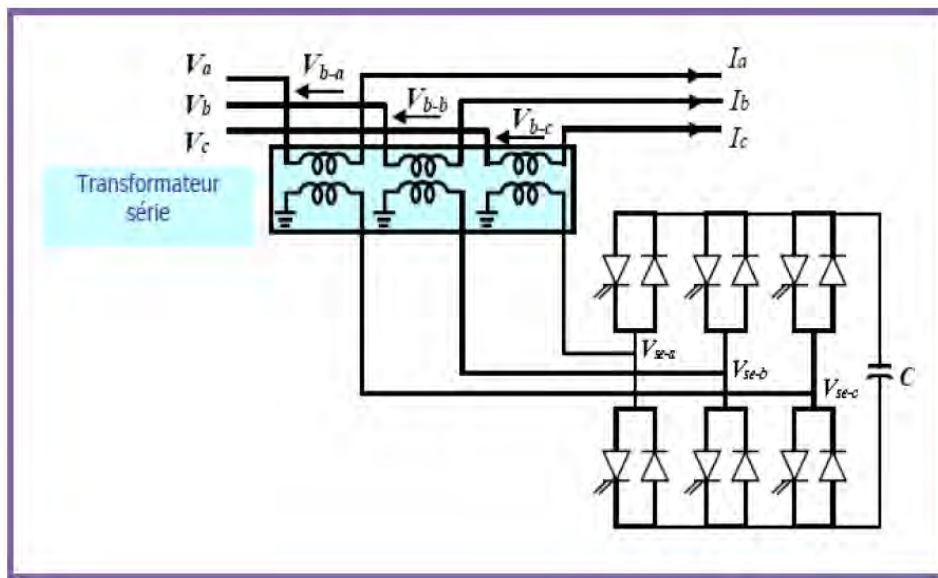 Va
Vb
Vc
Vb-a
Vb-b
Vb-c
Ia
Ib
Ic
Transformateur
série
Vse-a
Vse-b
Vse-c
C